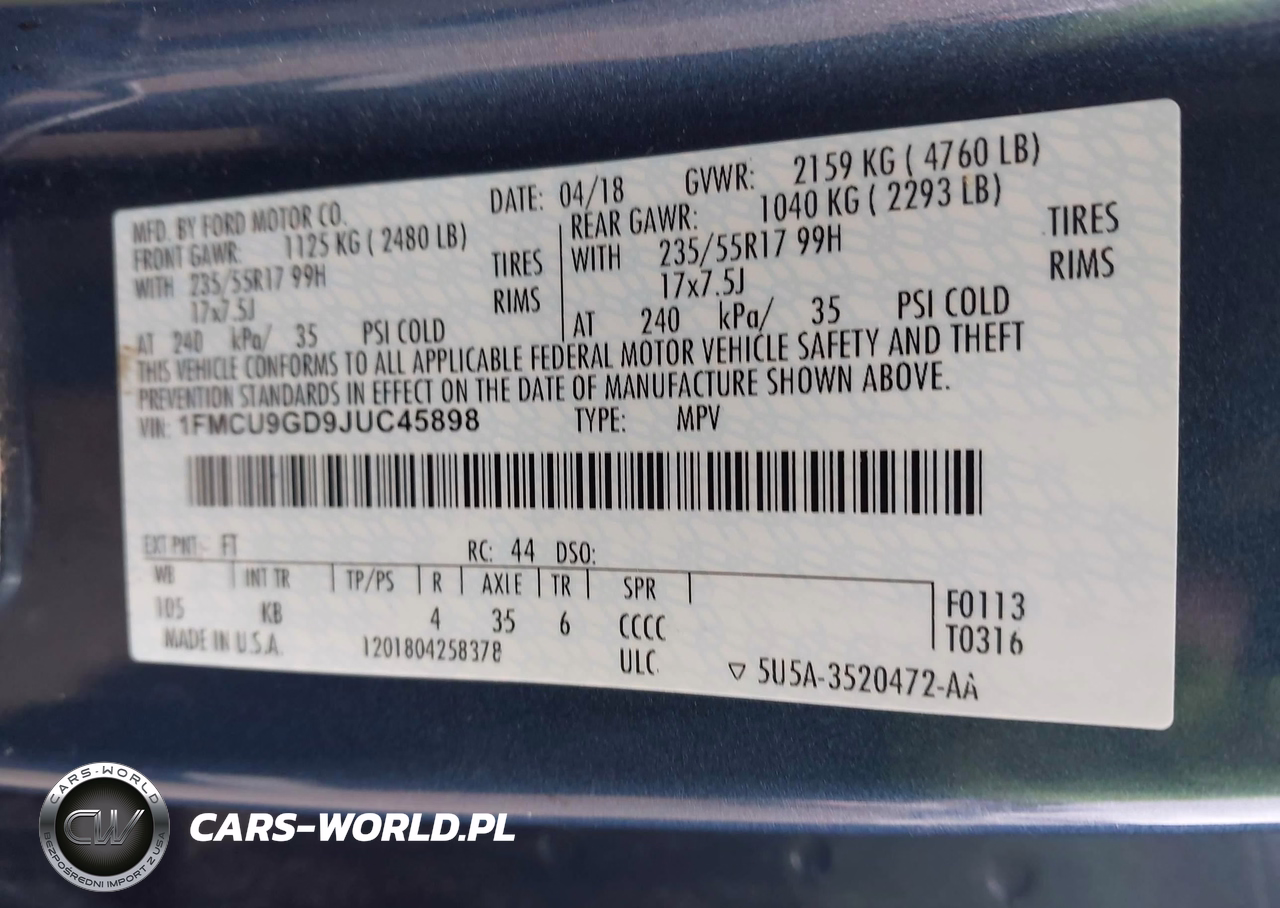 MFD. BY FORD MOTOR CO. DATE: 04/18 GVWR: 2159 KG ( 4760 LB)
FRONT GAWR: 1125 KG ( 2480 LB) REAR GAWR: 1040 KG ( 2293 LB)
WITH 235/55R17 99H TIRES WITH 235/55R17 99H TIRES
17x7.5J RIMS 17x7.5J RIMS
AT 240 kPa/ 35 PSI COLD AT 240 kPa/ 35 PSI COLD
THIS VEHICLE CONFORMS TO ALL APPLICABLE FEDERAL MOTOR VEHICLE SAFETY AND THEFT
PREVENTION STANDARDS IN EFFECT ON THE DATE OF MANUFACTURE SHOWN ABOVE.
VIN: 1FMCU9GD9JUC45898 TYPE: MPV
EXT PNT: FT RC: 44 DSO:
WB INT TR TP/PS R AXLE TR SPR F0113
105 KB 4 35 6 CCCC T0316
MADE IN U.S.A. 1201804258378 ULC ▽ 5U5A-3520472-AA
CARS-WORLD
CW
BEZPOŚREDNI IMPORT Z USA
CARS-WORLD.PL